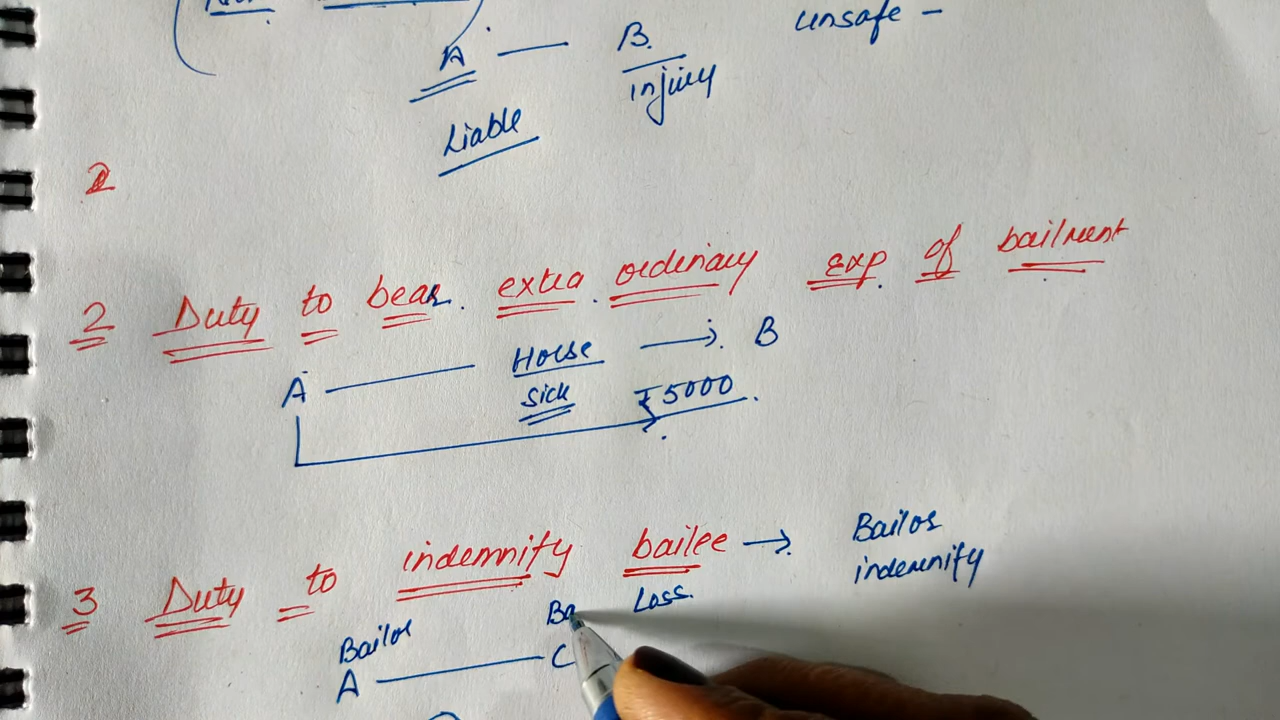 unsafe -
A — B.
injury
Liable
2
2 Duty to bear. extra. ordinary exp. of bailment
A — Horse → B
sick ₹5000.
3 Duty to indemnify bailee → Bailor
indemnify
Loss.
Bailor Ba
A — C